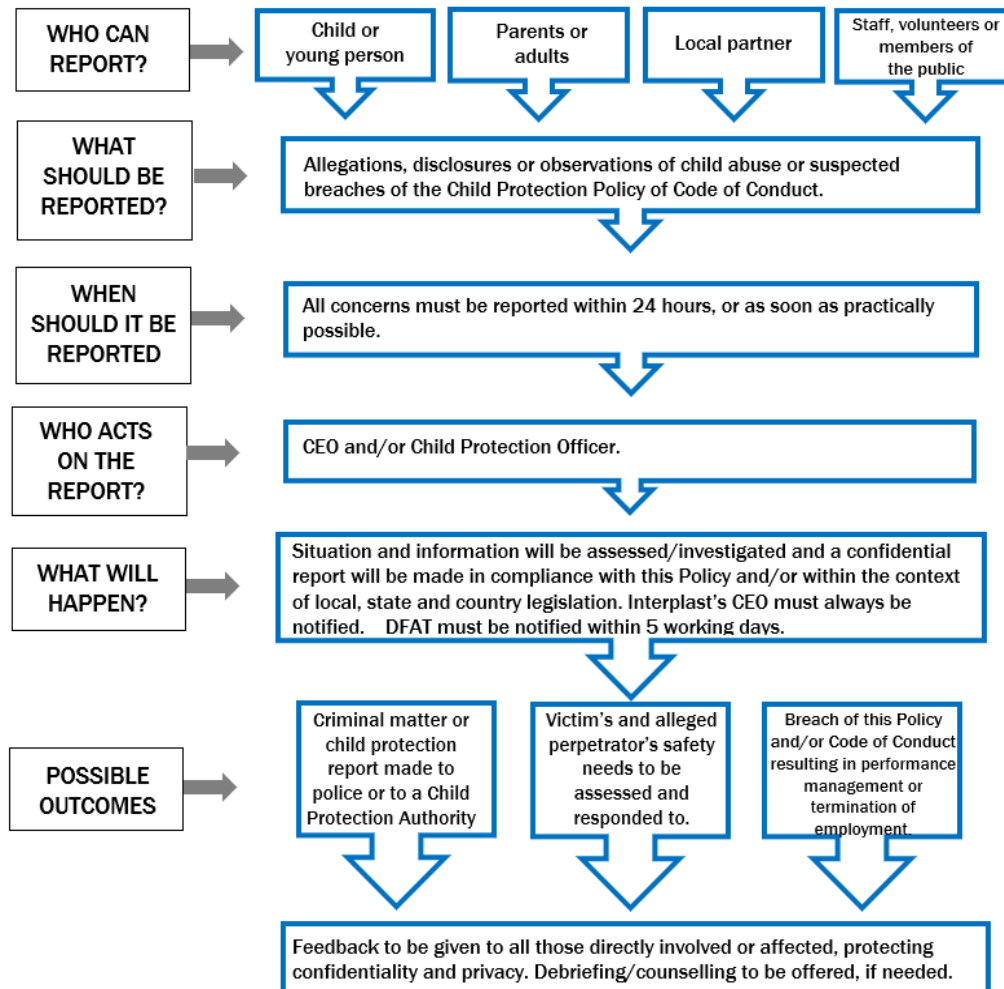 WHO CAN
REPORT?
Child or
young person
Parents or
adults
Local partner
Staff, volunteers or
members of
the public
WHAT
SHOULD BE
REPORTED?
Allegations, disclosures or observations of child abuse or suspected
breaches of the Child Protection Policy of Code of Conduct.
WHEN
SHOULD IT BE
REPORTED
All concerns must be reported within 24 hours, or as soon as practically
possible.
WHO ACTS
ON THE
REPORT?
CEO and/or Child Protection Officer.
WHAT WILL
HAPPEN?
Situation and information will be assessed/investigated and a confidential
report will be made in compliance with this Policy and/or within the context
of local, state and country legislation. Interplast's CEO must always be
notified. DFAT must be notified within 5 working days.
POSSIBLE
OUTCOMES
Criminal matter or
child protection
report made to
police or to a Child
Protection Authority
Victim's and alleged
perpetrator's safety
needs to be
assessed and
responded to.
Breach of this Policy
and/or Code of Conduct
resulting in performance
management or
termination of
employment.
Feedback to be given to all those directly involved or affected, protecting
confidentiality and privacy. Debriefing/counselling to be offered, if needed.